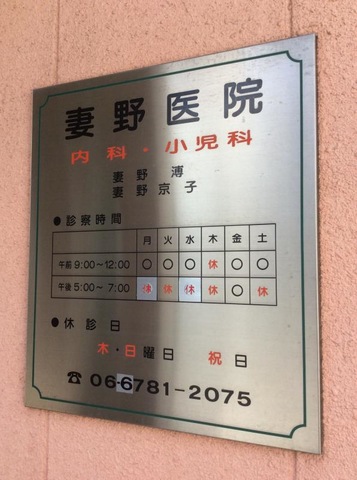 妻野医院
内科・小児科
妻野 溥
妻野京子
●診察時間
月 火 水 木 金 土
午前 9:00〜12:00 ○ ○ ○ 休 ○ ○
午後 5:00〜 7:00 休 休 休 休 ○ 休
●休診日
木・日曜日 祝日
☎ 06-6781-2075